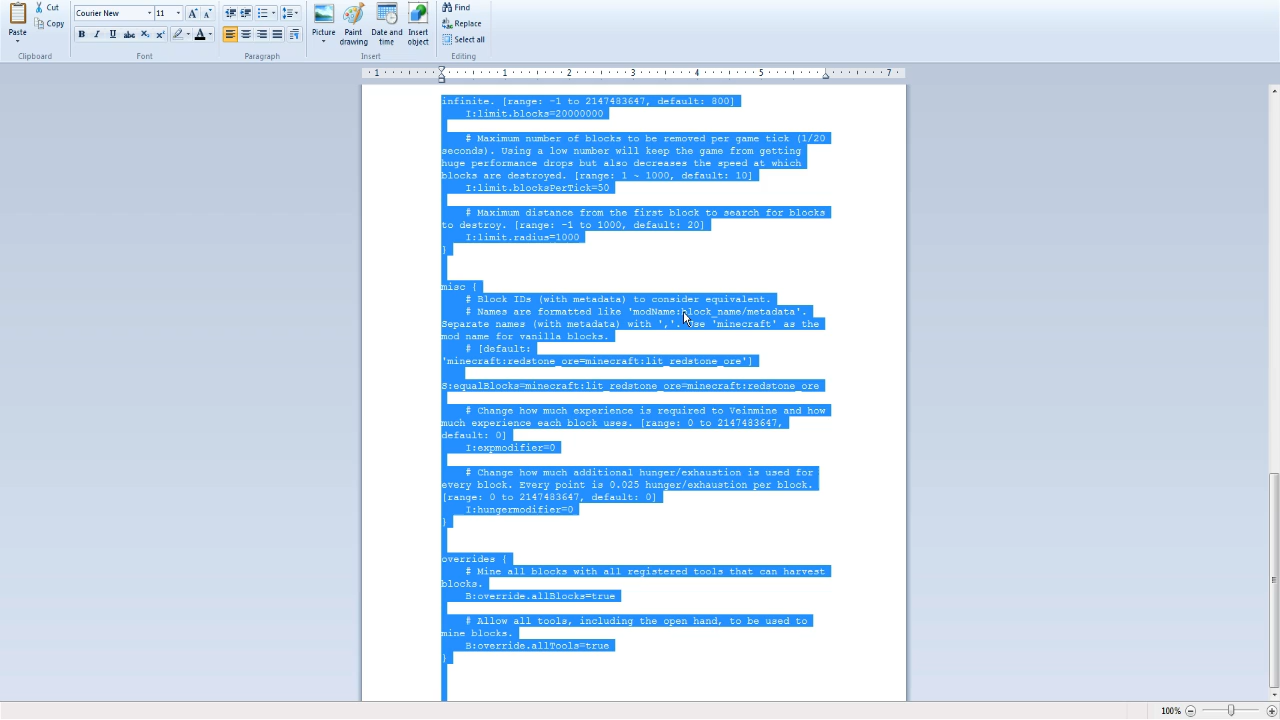 Cut
Copy
Paste
Clipboard
Courier New
11
A A
B I U abc X₂ X² A
Font
Paragraph
Picture
Paint
drawing
Date and
time
Insert
object
Insert
Find
Replace
Select all
Editing
1 1 2 3 4 5 7
infinite. [range: -1 to 2147483647, default: 800]
I:limit.blocks=20000000
# Maximum number of blocks to be removed per game tick (1/20
seconds). Using a low number will keep the game from getting
huge performance drops but also decreases the speed at which
blocks are destroyed. [range: 1 ~ 1000, default: 10]
I:limit.blocksPerTick=50
# Maximum distance from the first block to search for blocks
to destroy. [range: -1 to 1000, default: 20]
I:limit.radius=1000
}
misc {
# Block IDs (with metadata) to consider equivalent.
# Names are formatted like 'modName:block_name/metadata'.
Separate names (with metadata) with ','. Use 'minecraft' as the
mod name for vanilla blocks.
# [default:
'minecraft:redstone_ore=minecraft:lit_redstone_ore']
S:equalBlocks=minecraft:lit_redstone_ore=minecraft:redstone_ore
# Change how much experience is required to Veinmine and how
much experience each block uses. [range: 0 to 2147483647,
default: 0]
I:expmodifier=0
# Change how much additional hunger/exhaustion is used for
every block. Every point is 0.025 hunger/exhaustion per block.
[range: 0 to 2147483647, default: 0]
I:hungermodifier=0
}
overrides {
# Mine all blocks with all registered tools that can harvest
blocks.
B:override.allBlocks=true
# Allow all tools, including the open hand, to be used to
mine blocks.
B:override.allTools=true
}
100%